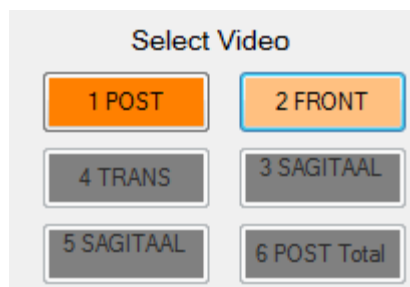 Select Video
1 POST
2 FRONT
4 TRANS
3 SAGITAAL
5 SAGITAAL
6 POST Total